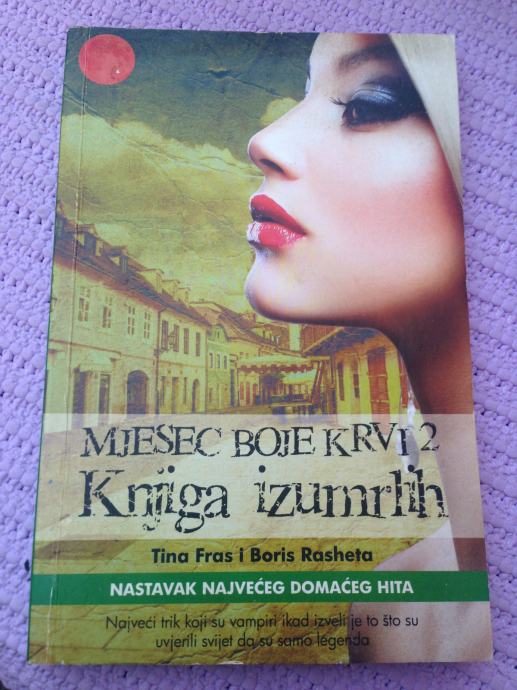 MJESEC BOJE KRVI 2
Knjiga izumrlih
Tina Fras i Boris Rasheta
NASTAVAK NAJVEĆEG DOMAĆEG HITA
Najveći trik koji su vampiri ikad izveli je to što su
uvjerili svijet da su samo legenda